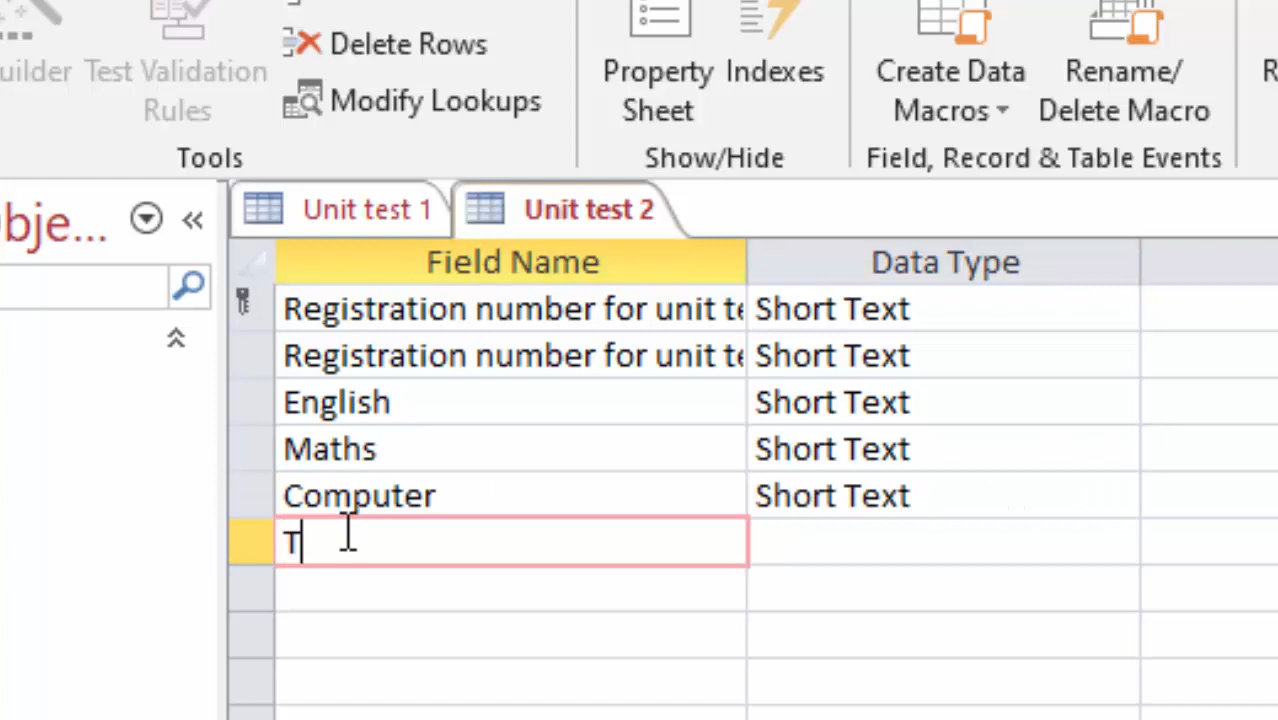 Delete Rows
uilder Test Validation Rules
Modify Lookups
Property Sheet
Indexes
Create Data Macros
Rename/ Delete Macro
R
Tools
Show/Hide
Field, Record & Table Events
bje...
Unit test 1
Unit test 2
Field Name Data Type
Registration number for unit te Short Text
Registration number for unit te Short Text
English Short Text
Maths Short Text
Computer Short Text
T